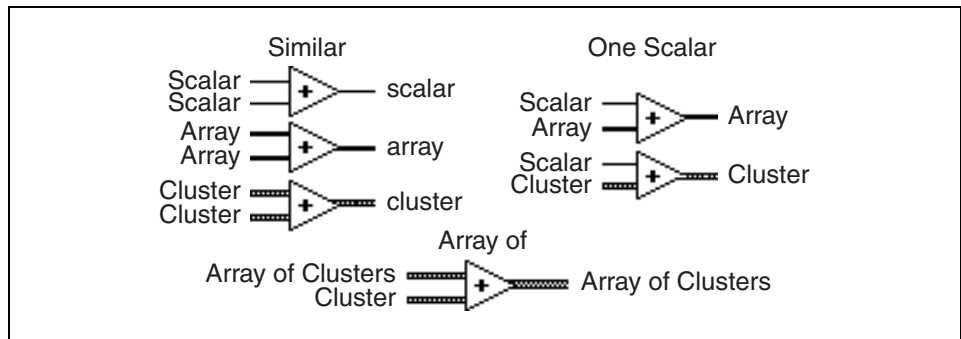 Similar
Scalar
Scalar
+
scalar
Array
Array
+
array
Cluster
Cluster
+
cluster
One Scalar
Scalar
Array
+
Array
Scalar
Cluster
+
Cluster
Array of
Array of Clusters
Cluster
+
Array of Clusters